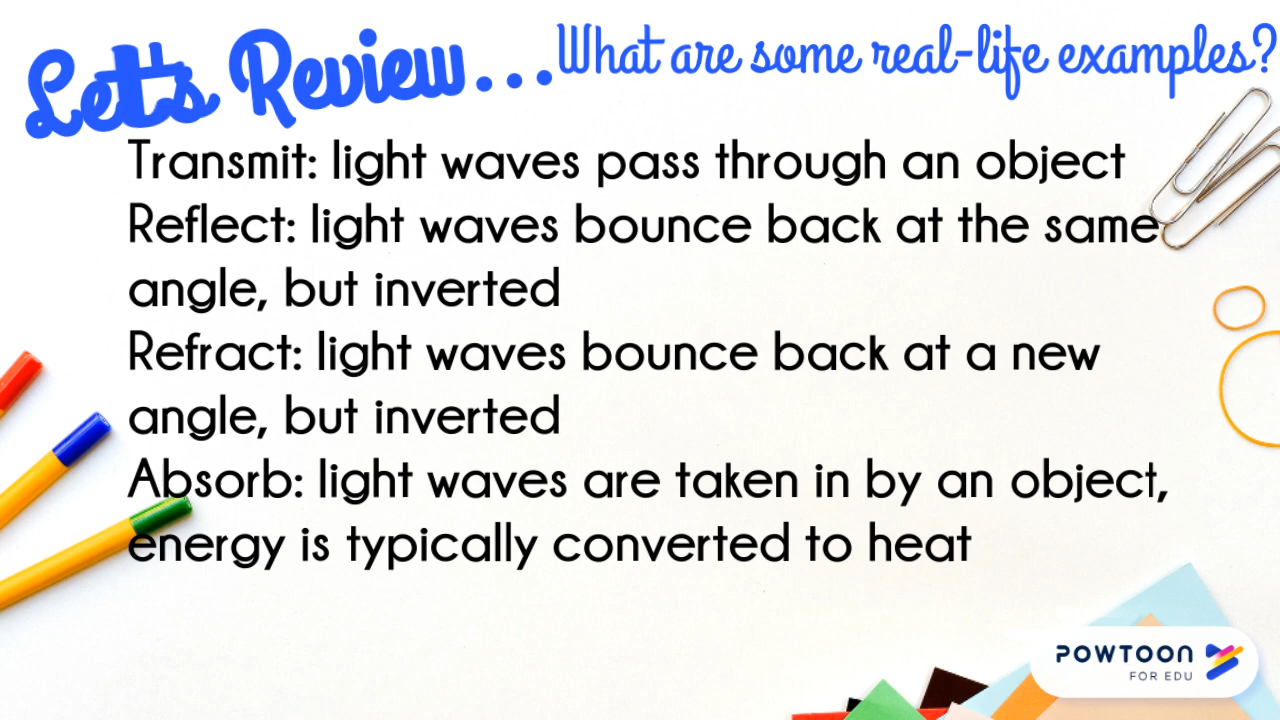 Let's Review...
What are some real-life examples?
Transmit: light waves pass through an object
Reflect: light waves bounce back at the same
angle, but inverted
Refract: light waves bounce back at a new
angle, but inverted
Absorb: light waves are taken in by an object,
energy is typically converted to heat
POWTOON
FOR EDU